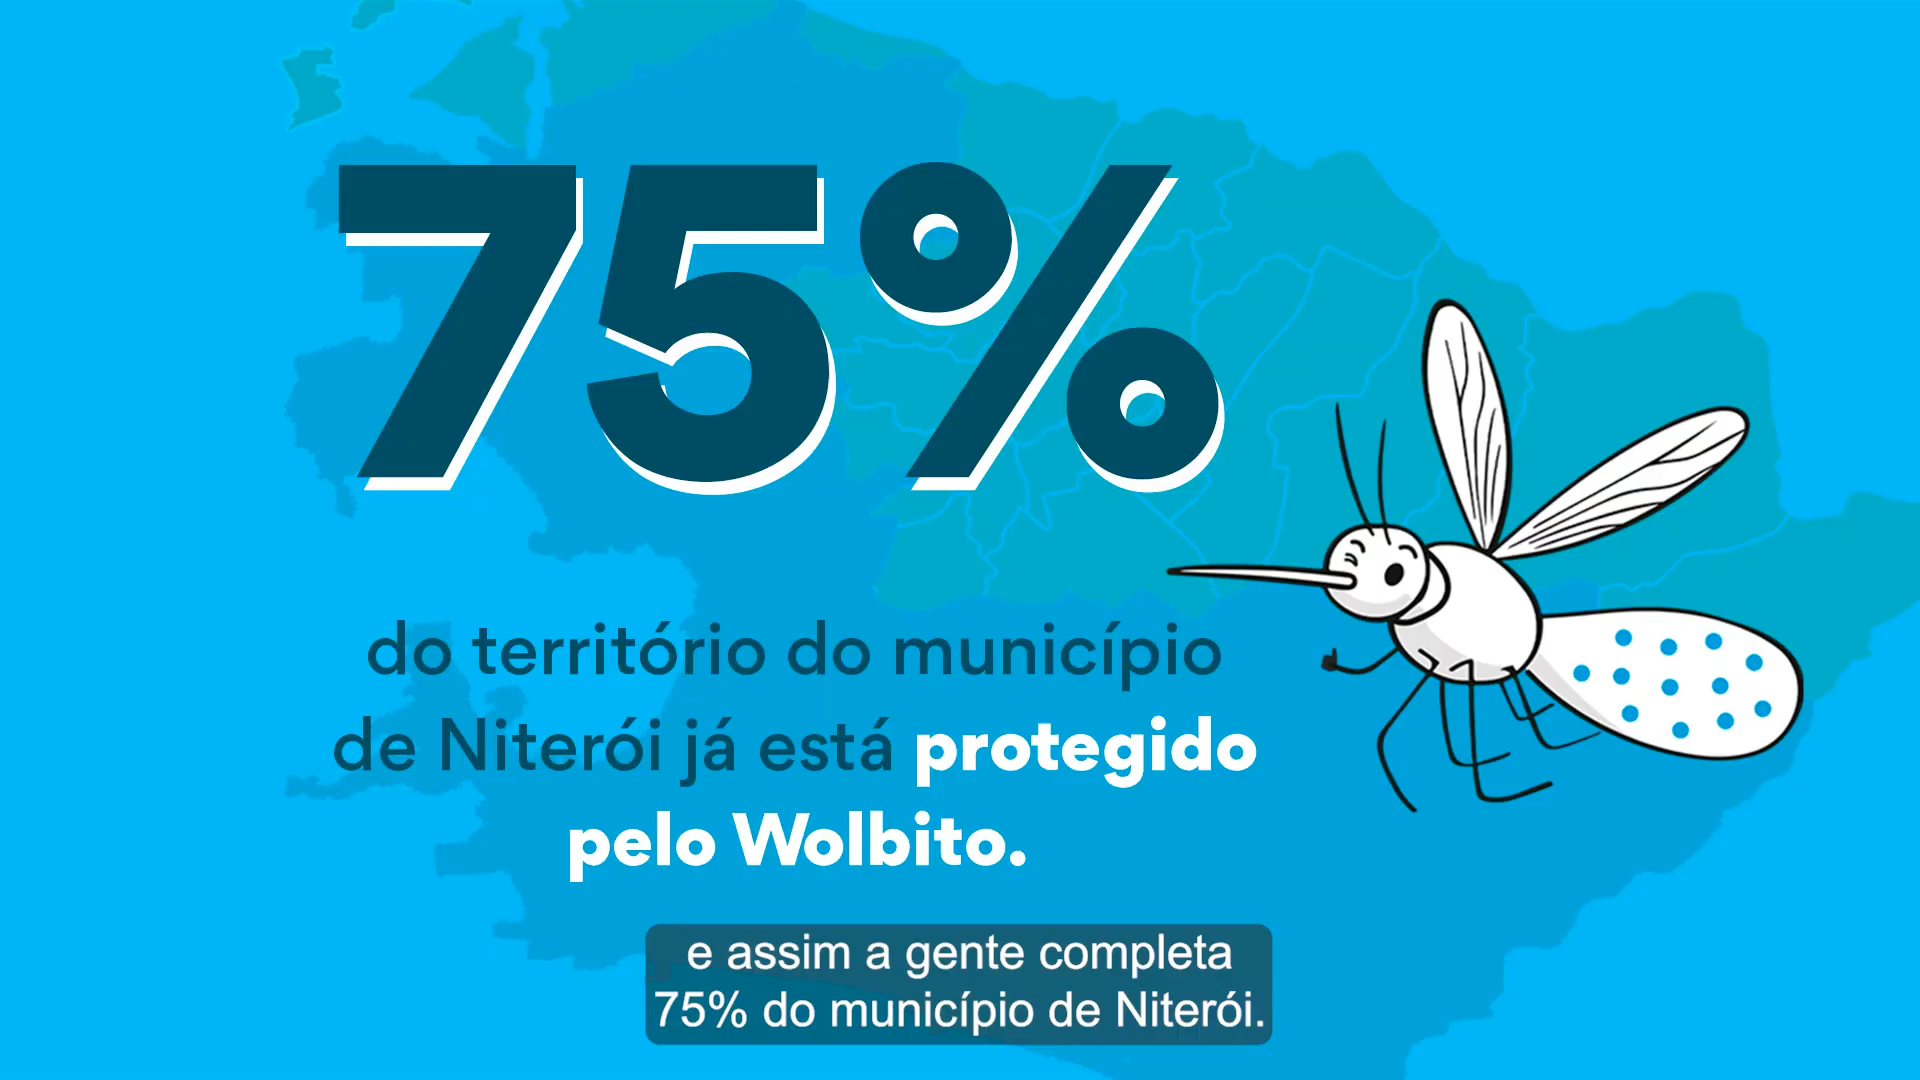 75%
do território do município
de Niterói já está protegido
pelo Wolbito.
e assim a gente completa
75% do município de Niterói.